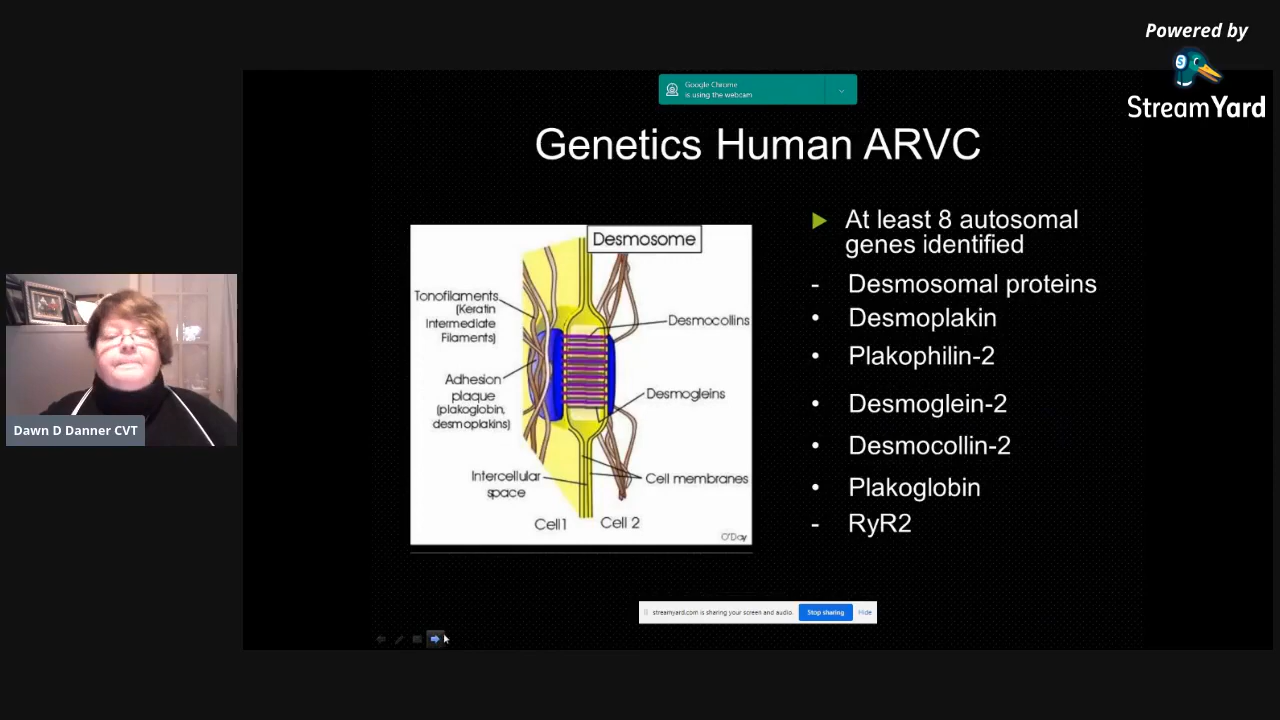 Powered by
StreamYard
Google Chrome
is using the webcam
Genetics Human ARVC
Desmosome
Tonofilaments
(Keratin
Intermediate
Filaments)
Desmocollins
Adhesion
plaque
(plakoglobin,
desmoplakins)
Desmogleins
Intercellular
space
Cell membranes
Cell 1
Cell 2
O'Day
At least 8 autosomal
genes identified
- Desmosomal proteins
• Desmoplakin
• Plakophilin-2
• Desmoglein-2
• Desmocollin-2
• Plakoglobin
- RyR2
Dawn D Danner CVT
streamyard.com is sharing your screen and audio.
Stop sharing
Hide